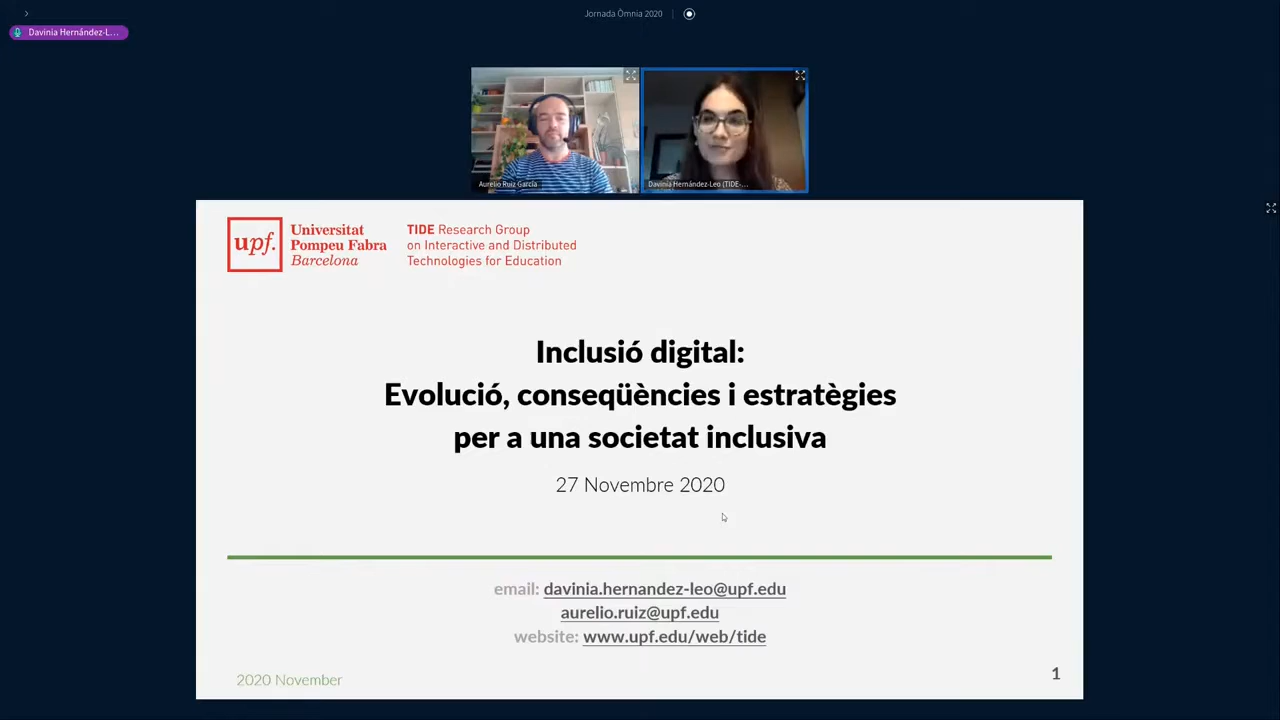 Jornada Òmnia 2020
Davinia Hernández-L...
Aurelio Ruiz García
Davinia Hernández-Leo (TIDE-...
upf.
Universitat
Pompeu Fabra
Barcelona
TIDE Research Group
on Interactive and Distributed
Technologies for Education
Inclusió digital:
Evolució, conseqüències i estratègies
per a una societat inclusiva
27 Novembre 2020
email: davinia.hernandez-leo@upf.edu
aurelio.ruiz@upf.edu
website: www.upf.edu/web/tide
2020 November
1